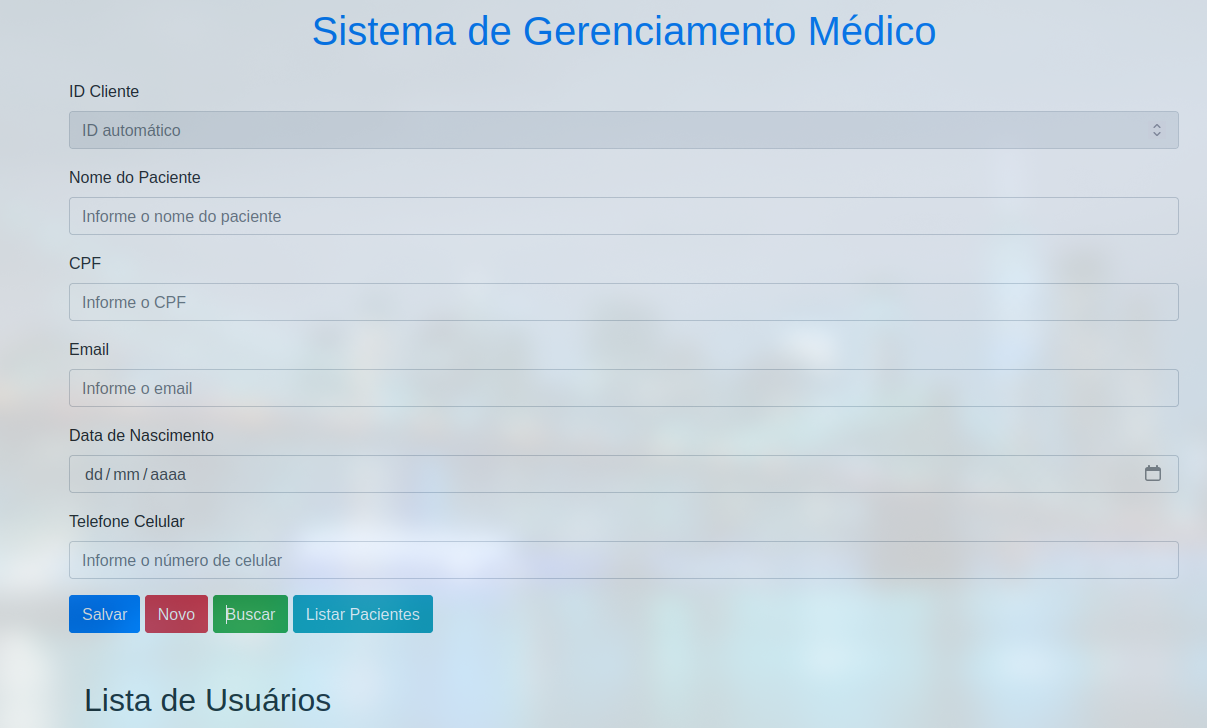 Sistema de Gerenciamento Médico
ID Cliente
ID automático
Nome do Paciente
Informe o nome do paciente
CPF
Informe o CPF
Email
Informe o email
Data de Nascimento
dd/mm/aaaa
Telefone Celular
Informe o número de celular
Salvar Novo Buscar Listar Pacientes
Lista de Usuários